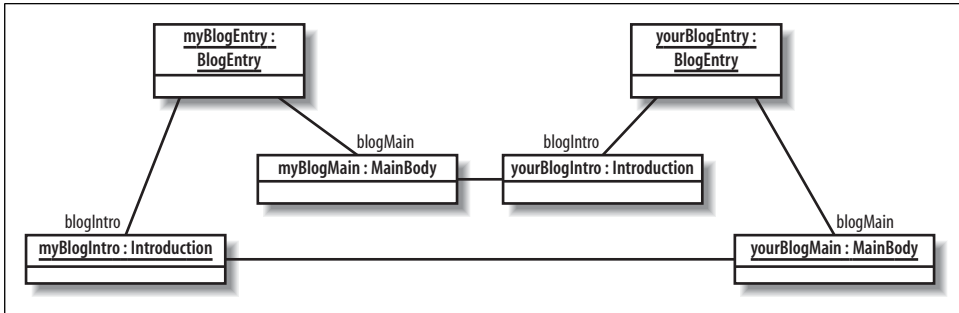 myBlogEntry :
BlogEntry
yourBlogEntry :
BlogEntry
blogMain
blogIntro
myBlogMain : MainBody
yourBlogIntro : Introduction
blogIntro
blogMain
myBlogIntro : Introduction
yourBlogMain : MainBody